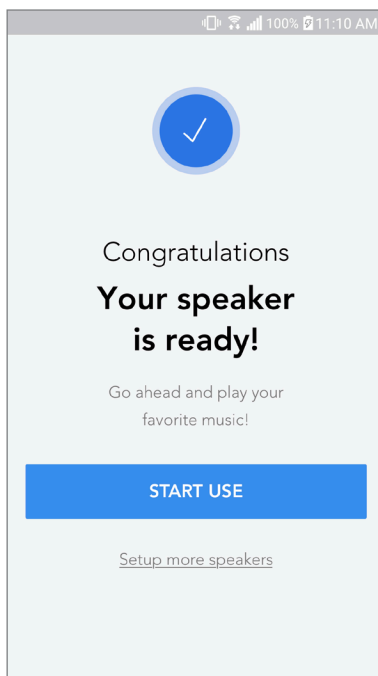 100% 11:10 AM
Congratulations
Your speaker
is ready!
Go ahead and play your
favorite music!
START USE
Setup more speakers